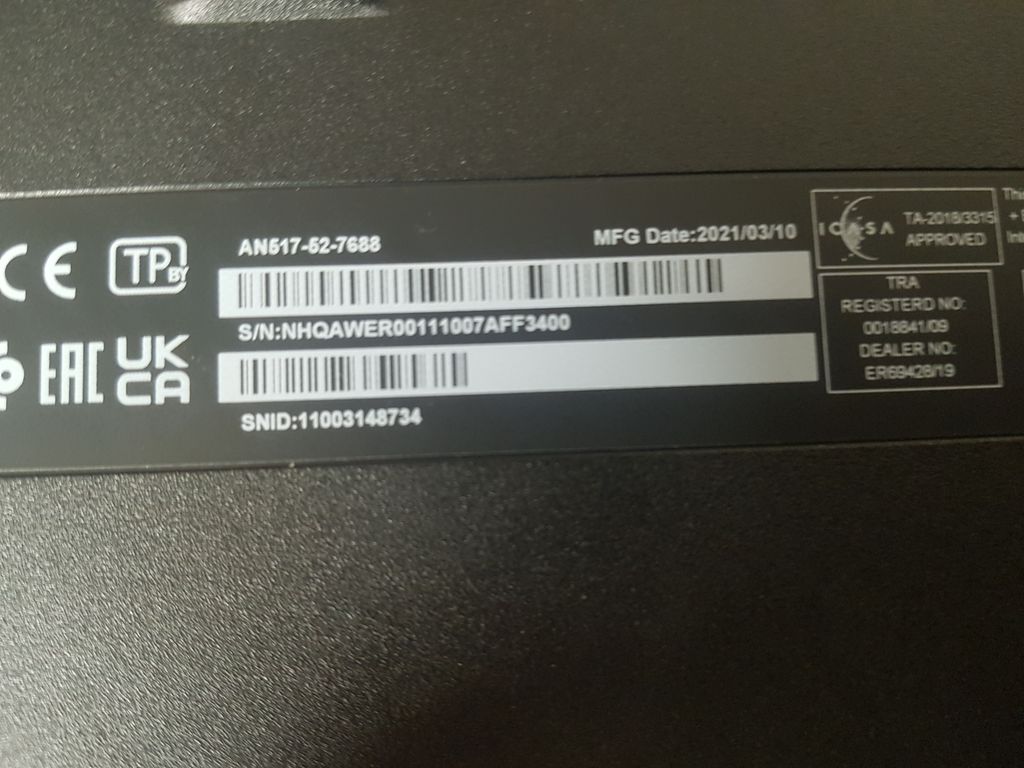 CE
TP
BY
AN517-52-7688
MFG Date:2021/03/10
S/N:NHQAWER00111007AFF3400
SNID:11003148734
EAC
UK
CA
ICASA
TA-2018/3315
APPROVED
TRA
REGISTERD NO:
0018841/09
DEALER NO:
ER69428/19